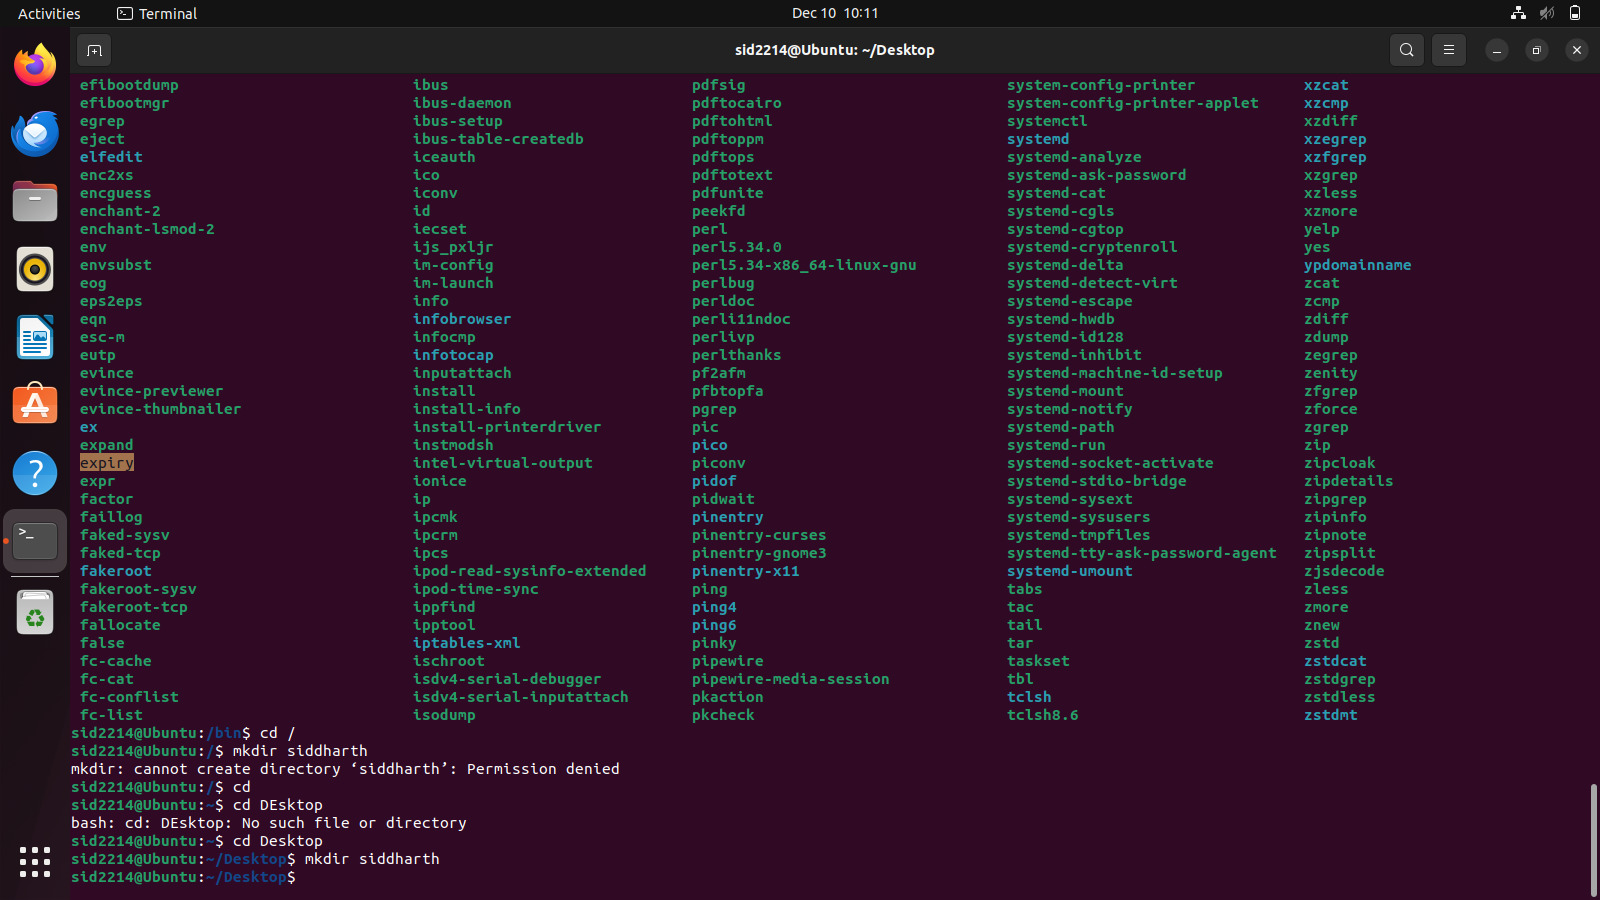 Activities Terminal Dec 10 10:11
sid2214@Ubuntu: ~/Desktop
efibootdump ibus pdfsig system-config-printer xzcat
efibootmgr ibus-daemon pdftocairo system-config-printer-applet xzcmp
egrep ibus-setup pdftohtml systemctl xzdiff
eject ibus-table-createdb pdftoppm systemd xzegrep
elfedit iceauth pdftops systemd-analyze xzfgrep
enc2xs ico pdftotext systemd-ask-password xzgrep
encguess iconv pdfunite systemd-cat xzless
enchant-2 id peekfd systemd-cgls xzmore
enchant-lsmod-2 iecset perl systemd-cgtop yelp
env ijs_pxljr perl5.34.0 systemd-cryptenroll yes
envsubst im-config perl5.34-x86_64-linux-gnu systemd-delta ypdomainname
eog im-launch perlbug systemd-detect-virt zcat
eps2eps info perldoc systemd-escape zcmp
eqn infobrowser perli11ndoc systemd-hwdb zdiff
esc-m infocmp perlivp systemd-id128 zdump
eutp infotocap perlthanks systemd-inhibit zegrep
evince inputattach pf2afm systemd-machine-id-setup zenity
evince-previewer install pfbtopfa systemd-mount zfgrep
evince-thumbnailer install-info pgrep systemd-notify zforce
ex install-printerdriver pic systemd-path zgrep
expand instmodsh pico systemd-run zip
expiry intel-virtual-output piconv systemd-socket-activate zipcloak
expr ionice pidof systemd-stdio-bridge zipdetails
factor ip pidwait systemd-sysext zipgrep
faillog ipcmk pinentry systemd-sysusers zipinfo
faked-sysv ipcrm pinentry-curses systemd-tmpfiles zipnote
faked-tcp ipcs pinentry-gnome3 systemd-tty-ask-password-agent zipsplit
fakeroot ipod-read-sysinfo-extended pinentry-x11 systemd-umount zjsdecode
fakeroot-sysv ipod-time-sync ping tabs zless
fakeroot-tcp ippfind ping4 tac zmore
fallocate ipptool ping6 tail znew
false iptables-xml pinky tar zstd
fc-cache ischroot pipewire taskset zstdcat
fc-cat isdv4-serial-debugger pipewire-media-session tbl zstdgrep
fc-conflist isdv4-serial-inputattach pkaction tclsh zstdless
fc-list isodump pkcheck tclsh8.6 zstdmt
sid2214@Ubuntu:/bin$ cd /
sid2214@Ubuntu:/$ mkdir siddharth
mkdir: cannot create directory ‘siddharth’: Permission denied
sid2214@Ubuntu:/$ cd
sid2214@Ubuntu:~$ cd DEsktop
bash: cd: DEsktop: No such file or directory
sid2214@Ubuntu:~$ cd Desktop
sid2214@Ubuntu:~/Desktop$ mkdir siddharth
sid2214@Ubuntu:~/Desktop$